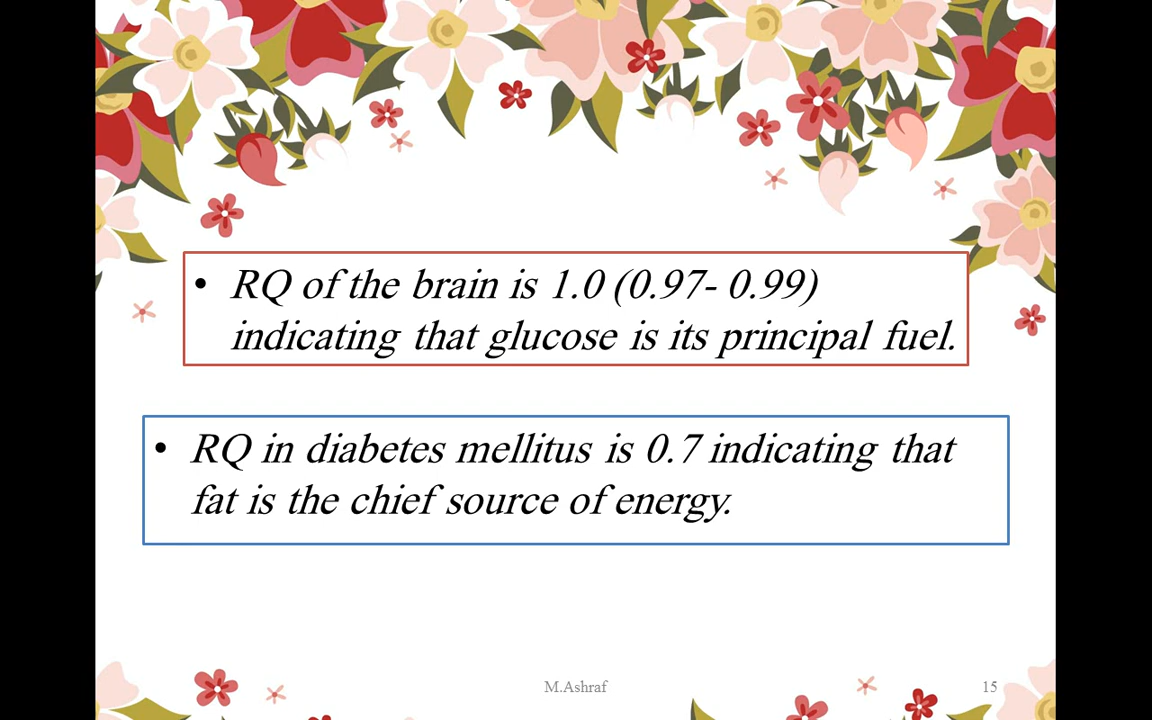 • RQ of the brain is 1.0 (0.97- 0.99)
indicating that glucose is its principal fuel.
• RQ in diabetes mellitus is 0.7 indicating that
fat is the chief source of energy.
M.Ashraf
15